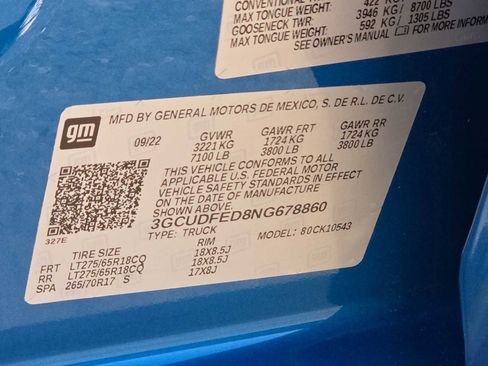 CONVENTIONAL TWR: 422 KG
MAX TONGUE WEIGHT: 3946 KG/ 8700 LBS
GOOSENECK TWR: 592 KG/ 1305 LBS
MAX TONGUE WEIGHT:
SEE OWNER'S MANUAL FOR
gm
MFD BY GENERAL MOTORS DE MEXICO, S. DE R.L. DE C.V.
09/22 GVWR GAWR FRT GAWR RR
3221 KG 1724 KG 1724 KG
7100 LB 3800 LB 3800 LB
THIS VEHICLE CONFORMS TO ALL
APPLICABLE U.S. FEDERAL MOTOR
VEHICLE SAFETY STANDARDS IN EFFECT
ON THE DATE OF MANUFACTURE
3GCUDFED8NG678860
327E TYPE: TRUCK MODEL: 80CK10543
TIRE SIZE RIM
FRT LT275/65R18CQ 18X8.5J
RR LT275/65R18CQ 18X8.5J
SPA 265/70R17 S 17X8J